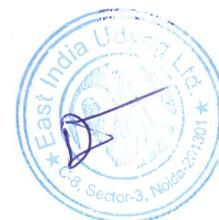 ★ East India Udyog Ltd. ★
C-8, Sector-3, Noida-201301